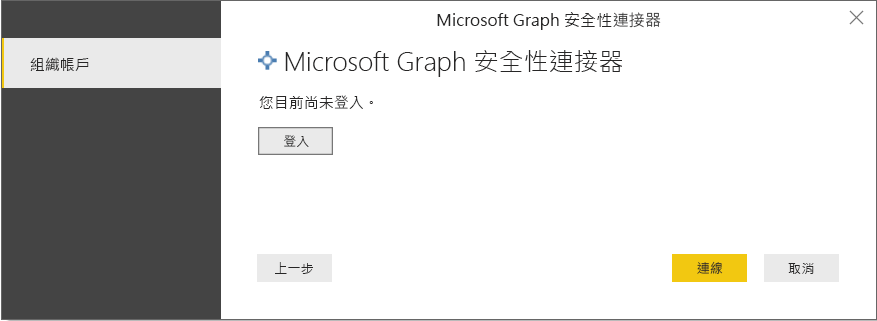 Microsoft Graph 安全性連接器
組織帳戶
Microsoft Graph 安全性連接器
您目前尚未登入。
登入
上一步
連線
取消